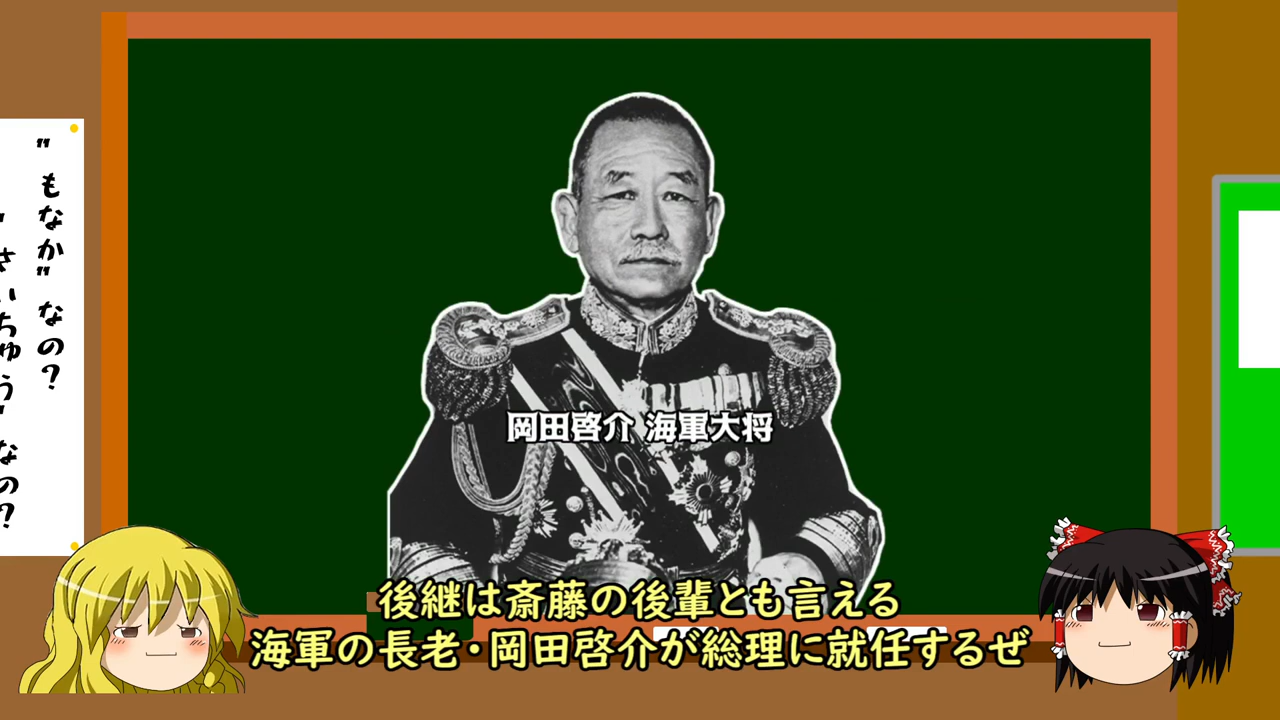 "もなか"なの?
"さいちゅう"なの?
岡田啓介 海軍大将
後継は斎藤の後輩とも言える
海軍の長老・岡田啓介が総理に就任するぜ